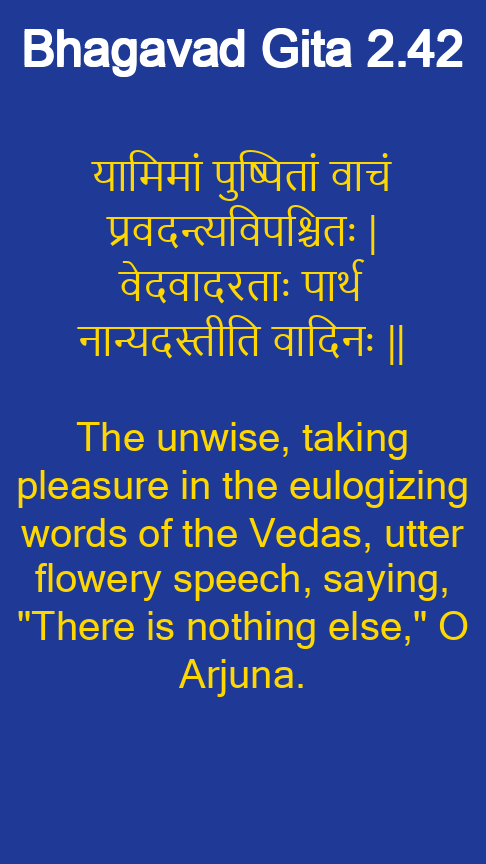 Bhagavad Gita 2.42
यामिमां पुष्पितां वाचं
प्रवदन्त्यविपश्चितः |
वेदवादरताः पार्थ
नान्यदस्तीति वादिनः ||
The unwise, taking
pleasure in the eulogizing
words of the Vedas, utter
flowery speech, saying,
"There is nothing else," O
Arjuna.